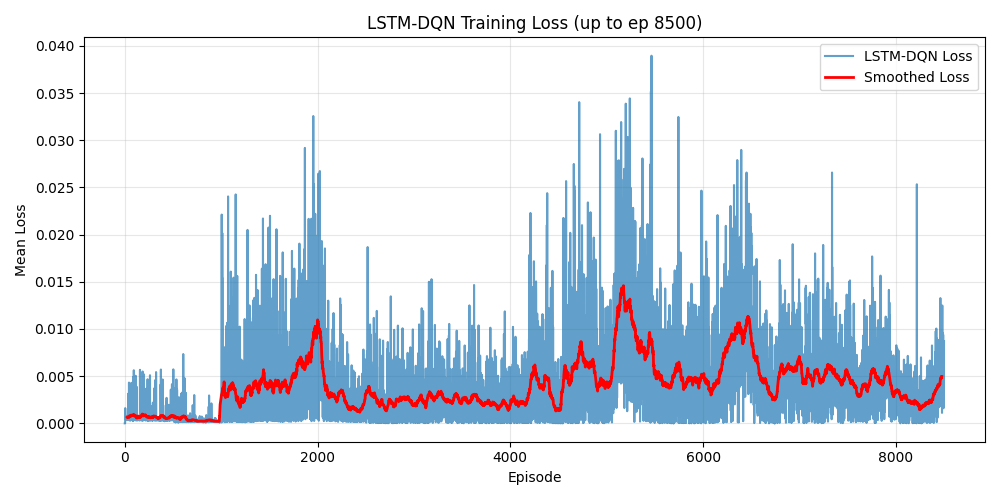 LSTM-DQN Training Loss (up to ep 8500)
LSTM-DQN Loss
Smoothed Loss
Mean Loss
0.040
0.035
0.030
0.025
0.020
0.015
0.010
0.005
0.000
0
2000
4000
6000
8000
Episode